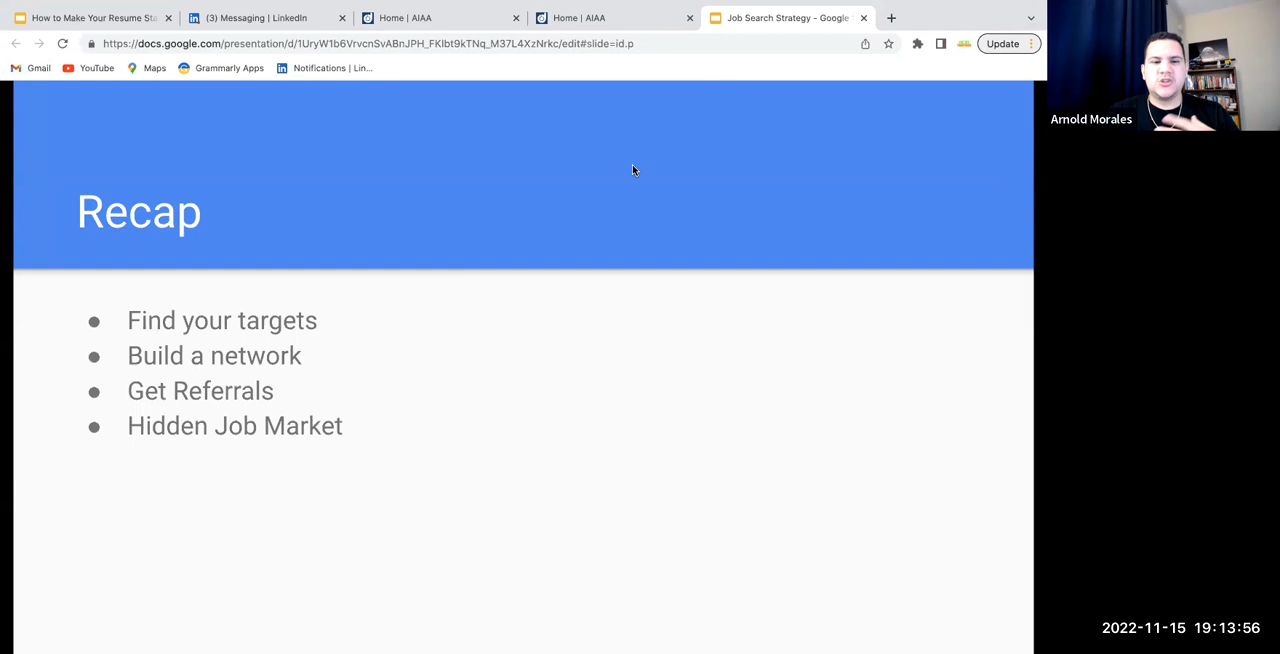 How to Make Your Resume Sta
(3) Messaging | LinkedIn
Home | AIAA
Home | AIAA
Job Search Strategy - Google
https://docs.google.com/presentation/d/1UryW1b6VrvcnSvABnJPH_FKlbt9kTNq_M37L4XzNrkc/edit#slide=id.p
Update
Gmail
YouTube
Maps
Grammarly Apps
Notifications | Lin...
Arnold Morales
Recap
● Find your targets
● Build a network
● Get Referrals
● Hidden Job Market
2022-11-15 19:13:56